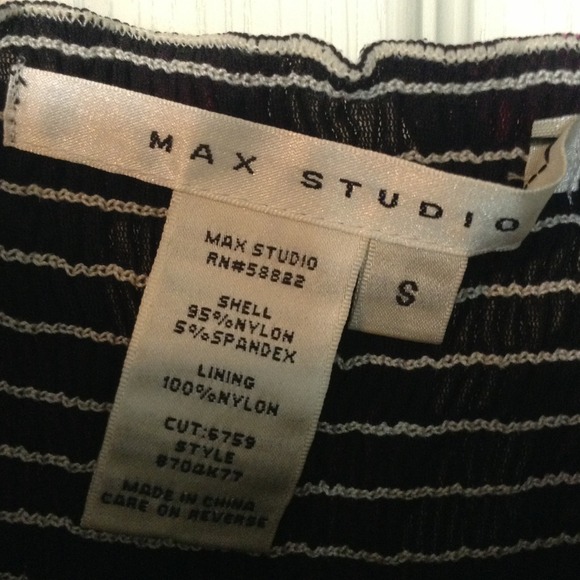 MAX STUDIO
S
MAX STUDIO
RN#58822
SHELL
95%NYLON
5%SPANDEX
LINING
100%NYLON
CUT:6759
STYLE
8704K77
MADE IN CHINA
CARE ON REVERSE